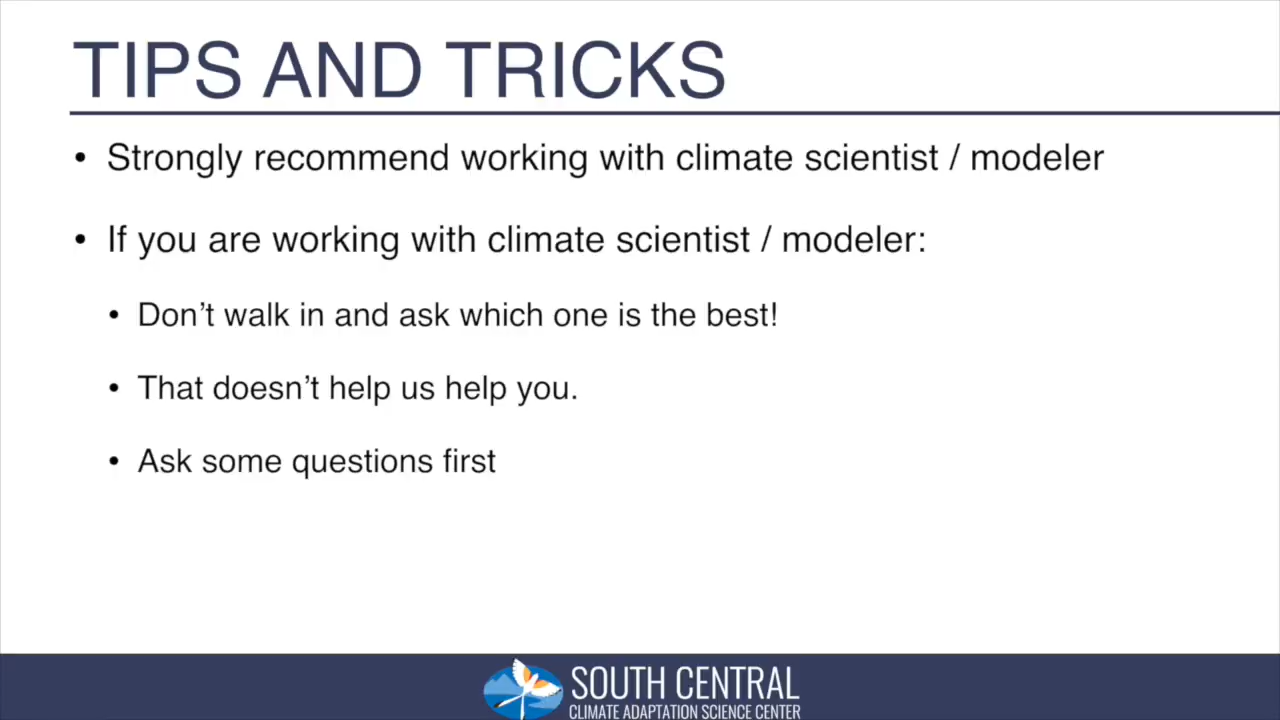 TIPS AND TRICKS
• Strongly recommend working with climate scientist / modeler
• If you are working with climate scientist / modeler:
• Don’t walk in and ask which one is the best!
• That doesn’t help us help you.
• Ask some questions first
SOUTH CENTRAL
CLIMATE ADAPTATION SCIENCE CENTER